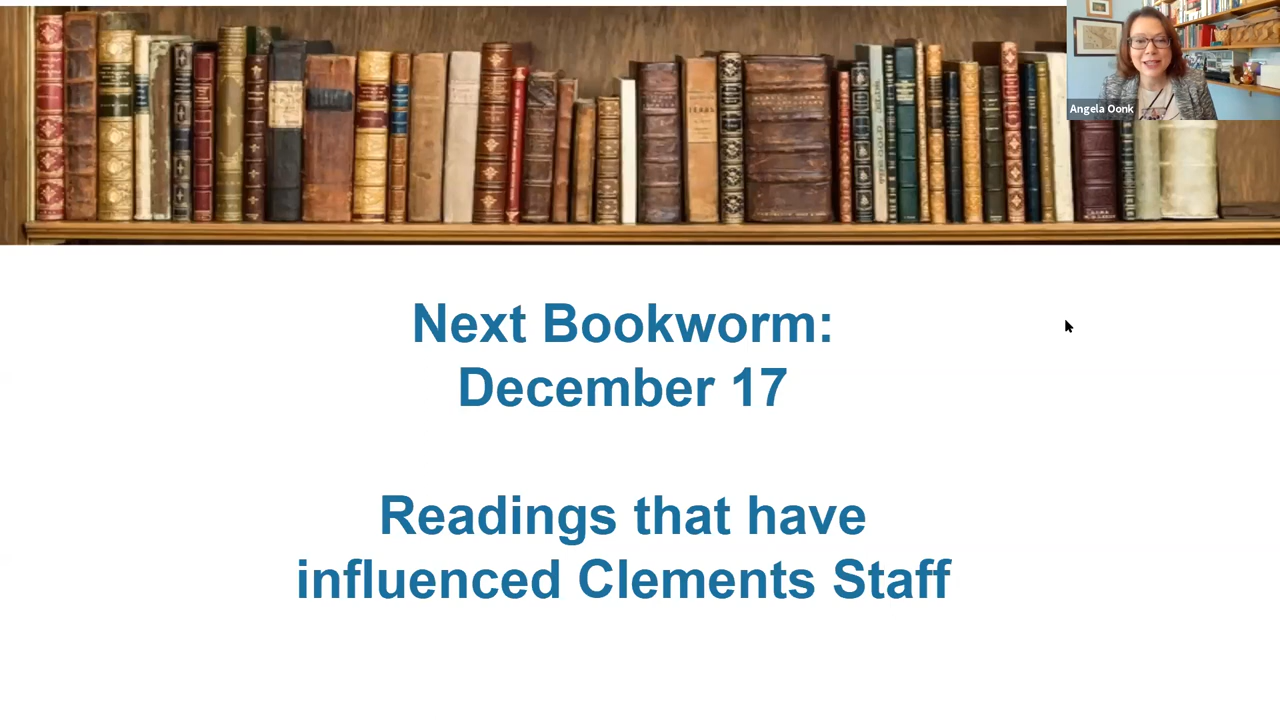 Angela Oonk
Next Bookworm:
December 17
Readings that have
influenced Clements Staff